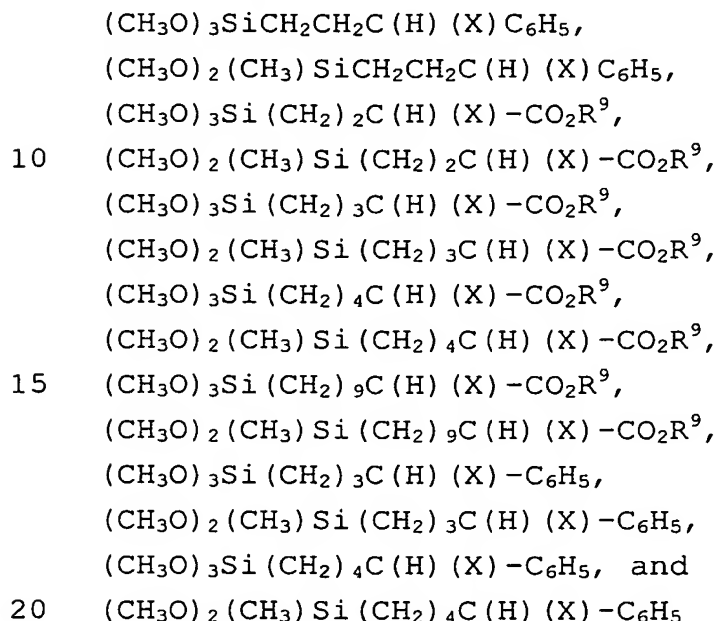 (CH₃O)₃SiCH₂CH₂C(H)(X)C₆H₅,
(CH₃O)₂(CH₃)SiCH₂CH₂C(H)(X)C₆H₅,
(CH₃O)₃Si(CH₂)₂C(H)(X)-CO₂R⁹,
10 (CH₃O)₂(CH₃)Si(CH₂)₂C(H)(X)-CO₂R⁹,
(CH₃O)₃Si(CH₂)₃C(H)(X)-CO₂R⁹,
(CH₃O)₂(CH₃)Si(CH₂)₃C(H)(X)-CO₂R⁹,
(CH₃O)₃Si(CH₂)₄C(H)(X)-CO₂R⁹,
(CH₃O)₂(CH₃)Si(CH₂)₄C(H)(X)-CO₂R⁹,
15 (CH₃O)₃Si(CH₂)₉C(H)(X)-CO₂R⁹,
(CH₃O)₂(CH₃)Si(CH₂)₉C(H)(X)-CO₂R⁹,
(CH₃O)₃Si(CH₂)₃C(H)(X)-C₆H₅,
(CH₃O)₂(CH₃)Si(CH₂)₃C(H)(X)-C₆H₅,
(CH₃O)₃Si(CH₂)₄C(H)(X)-C₆H₅, and
20 (CH₃O)₂(CH₃)Si(CH₂)₄C(H)(X)-C₆H₅